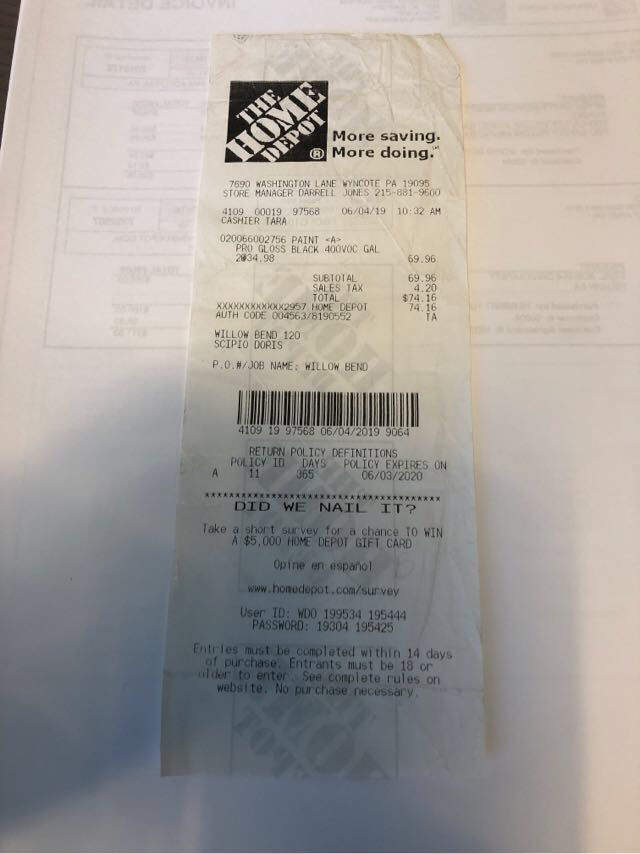 THE
HOME
DEPOT
®
More saving.
More doing.™
7690 WASHINGTON LANE WYNCOTE PA 19095
STORE MANAGER DARRELL JONES 215-881-9600
4109 00019 97568 06/04/19 10:32 AM
CASHIER TARA
020066002756 PAINT <A>
PRO GLOSS BLACK 400VOC GAL
2@34.98 69.96
SUBTOTAL 69.96
SALES TAX 4.20
TOTAL $74.16
XXXXXXXXXXXX2957 HOME DEPOT 74.16
AUTH CODE 004563/8190552 TA
WILLOW BEND 120
SCIPIO DORIS
P.O.#/JOB NAME: WILLOW BEND
4109 19 97568 06/04/2019 9064
RETURN POLICY DEFINITIONS
POLICY ID DAYS POLICY EXPIRES ON
A 11 365 06/03/2020
****************************************
DID WE NAIL IT?
Take a short survey for a chance TO WIN
A $5,000 HOME DEPOT GIFT CARD
Opine en español
www.homedepot.com/survey
User ID: WDO 199534 195444
PASSWORD: 19304 195425
Entries must be completed within 14 days
of purchase. Entrants must be 18 or
older to enter. See complete rules on
website. No purchase necessary.